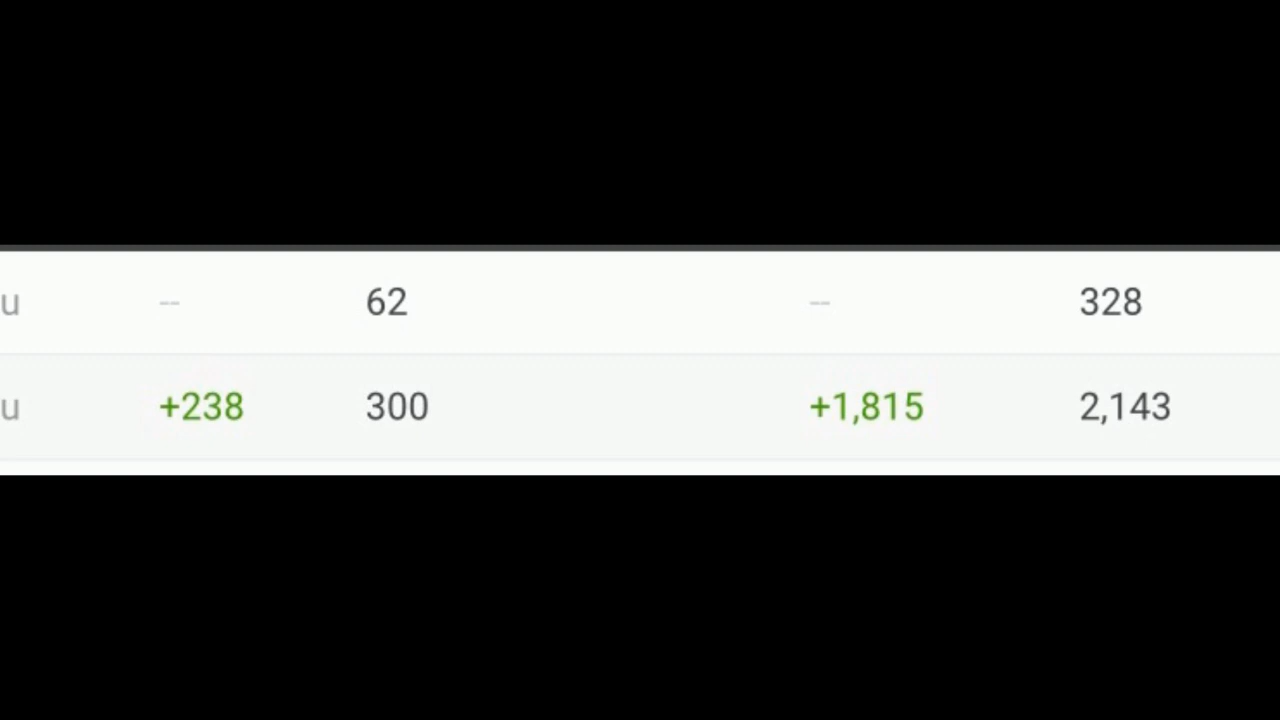 u -- 62 -- 328
u +238 300 +1,815 2,143